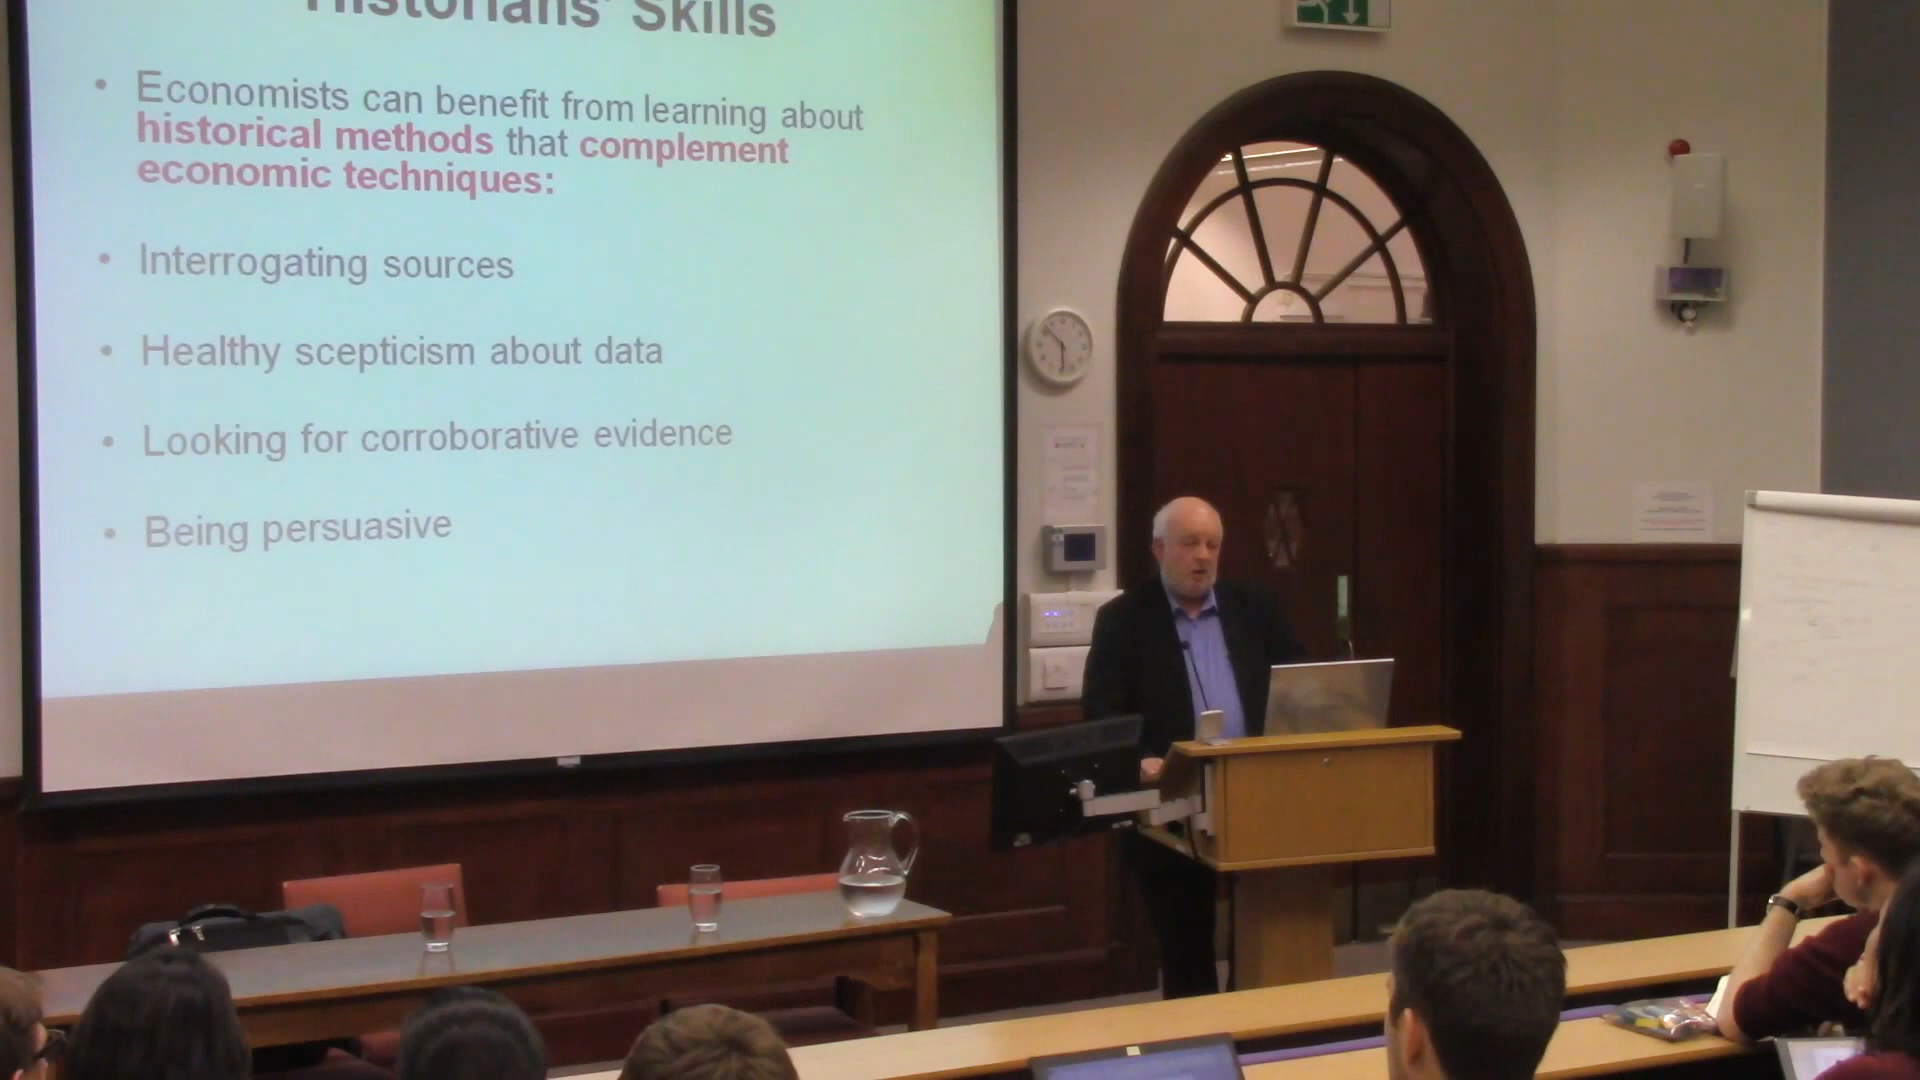 Historians' Skills
• Economists can benefit from learning about
historical methods that complement
economic techniques:
• Interrogating sources
• Healthy scepticism about data
• Looking for corroborative evidence
• Being persuasive